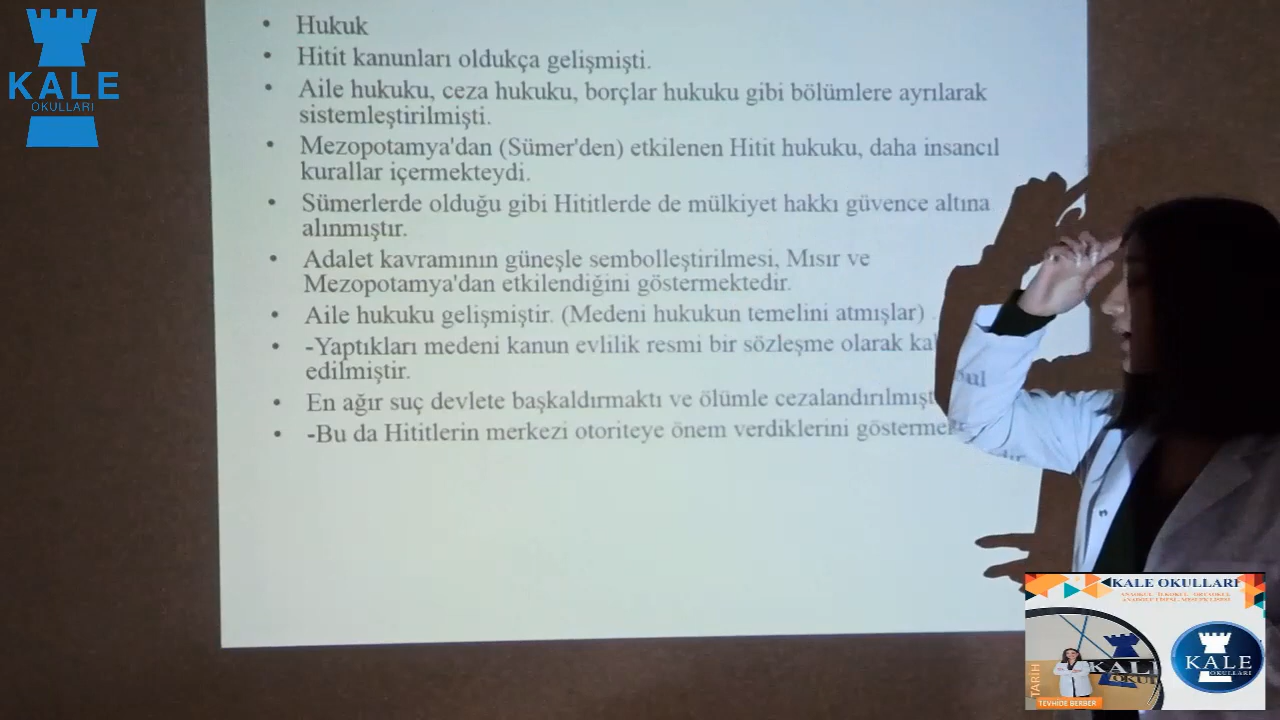 KALE
OKULLARI
• Hukuk
• Hitit kanunları oldukça gelişmişti.
• Aile hukuku, ceza hukuku, borçlar hukuku gibi bölümlere ayrılarak
sistemleştirilmişti.
• Mezopotamya'dan (Sümer'den) etkilenen Hitit hukuku, daha insancıl
kurallar içermekteydi.
• Sümerlerde olduğu gibi Hititlerde de mülkiyet hakkı güvence altına
alınmıştır.
• Adalet kavramının güneşle sembolleştirilmesi, Mısır ve
Mezopotamya'dan etkilendiğini göstermektedir.
• Aile hukuku gelişmiştir. (Medeni hukukun temelini atmışlar) .
• -Yaptıkları medeni kanun evlilik resmi bir sözleşme olarak
edilmiştir.
• En ağır suç devlete başkaldırmaktı ve ölümle
• -Bu da Hititlerin merkezi otoriteye önem verdiklerini
KALE OKULLARI
TARİH
TEVHİDE BERBER
KALE
OKULLARI